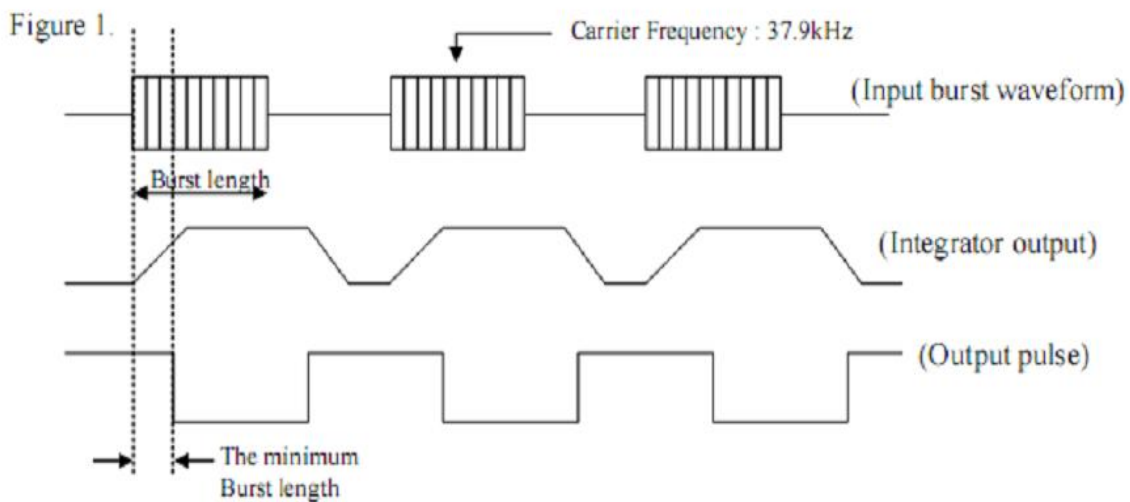 Figure 1.
Carrier Frequency : 37.9kHz
(Input burst waveform)
Burst length
(Integrator output)
(Output pulse)
The minimum
Burst length